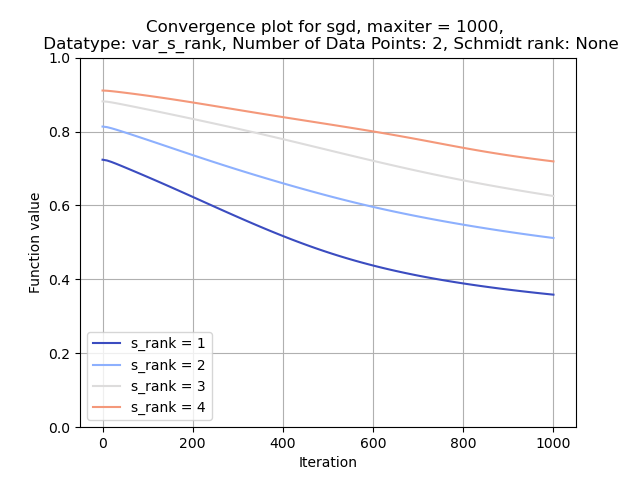 Convergence plot for sgd, maxiter = 1000,
Datatype: var_s_rank, Number of Data Points: 2, Schmidt rank: None
1.0
0.8
0.6
0.4
0.2
0.0
Function value
s_rank = 1
s_rank = 2
s_rank = 3
s_rank = 4
0 200 400 600 800 1000
Iteration